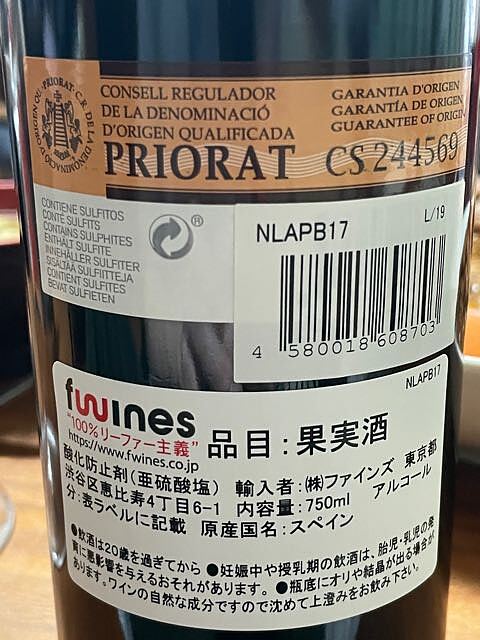 CONSELL REGULADOR
DE LA DENOMINACIÓ
D'ORIGEN QUALIFICADA
PRIORAT
GARANTIA D'ORIGEN
GARANTÍA DE ORIGEN
GUARANTEE OF ORIGIN
CS 244569
CONTIENE SULFITOS
CONTÉ SULFITS
CONTAINS SULPHITES
ENTHÄLT SULFITE
INNEHÅLLER SULFITER
SISÄLTÄÄ SULFIITTEJA
CONTIENT SULFITES
BEVAT SULFIETEN
®
NLAPB17
L/19
4 580018 608703
NLAPB17
fwines
"100%リーファー主義"
https://www.fwines.co.jp
品目:果実酒
酸化防止剤(亜硫酸塩) 輸入者:㈱ファインズ 東京都
渋谷区恵比寿4丁目6-1 内容量:750ml アルコール
分:表ラベルに記載 原産国名:スペイン
●飲酒は20歳を過ぎてから ●妊娠中や授乳期の飲酒は、胎児・乳児の発
育に悪影響を与えるおそれがあります。 ●瓶底にオリや結晶が出る場合が
あります。ワインの自然な成分ですので沈めて上澄みをお飲み下さい。